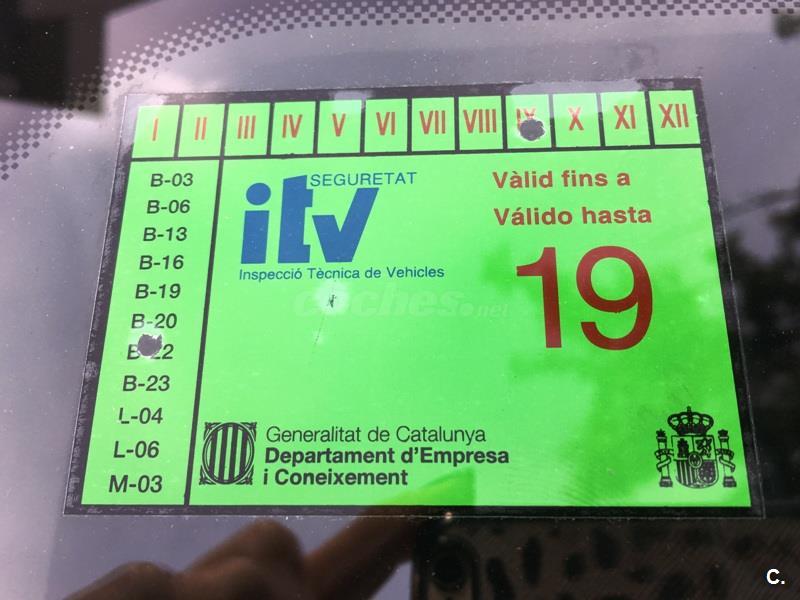 I II III IV V VI VII VIII IX X XI XII
B-03
B-06
B-13
B-16
B-19
B-20
B-22
B-23
L-04
L-06
M-03
SEGURETAT
itv
Inspecció Tècnica de Vehicles
Vàlid fins a
Válido hasta
19
coches.net
Generalitat de Catalunya
Departament d'Empresa
i Coneixement
C.